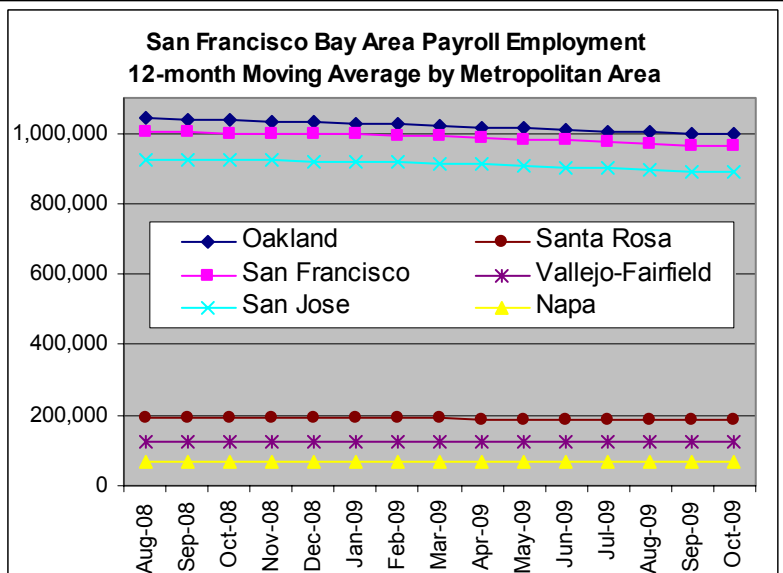 San Francisco Bay Area Payroll Employment
12-month Moving Average by Metropolitan Area
1,000,000
800,000
600,000
400,000
200,000
0
Oakland
Santa Rosa
San Francisco
Vallejo-Fairfield
San Jose
Napa
Aug-08
Sep-08
Oct-08
Nov-08
Dec-08
Jan-09
Feb-09
Mar-09
Apr-09
May-09
Jun-09
Jul-09
Aug-09
Sep-09
Oct-09